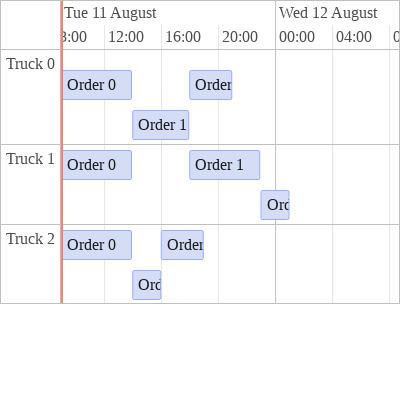 Tue 11 August Wed 12 August
8:00 12:00 16:00 20:00 00:00 04:00
Truck 0
Order 0 Order
Order 1
Truck 1
Order 0 Order 1
Ord
Truck 2
Order 0 Order
Ord